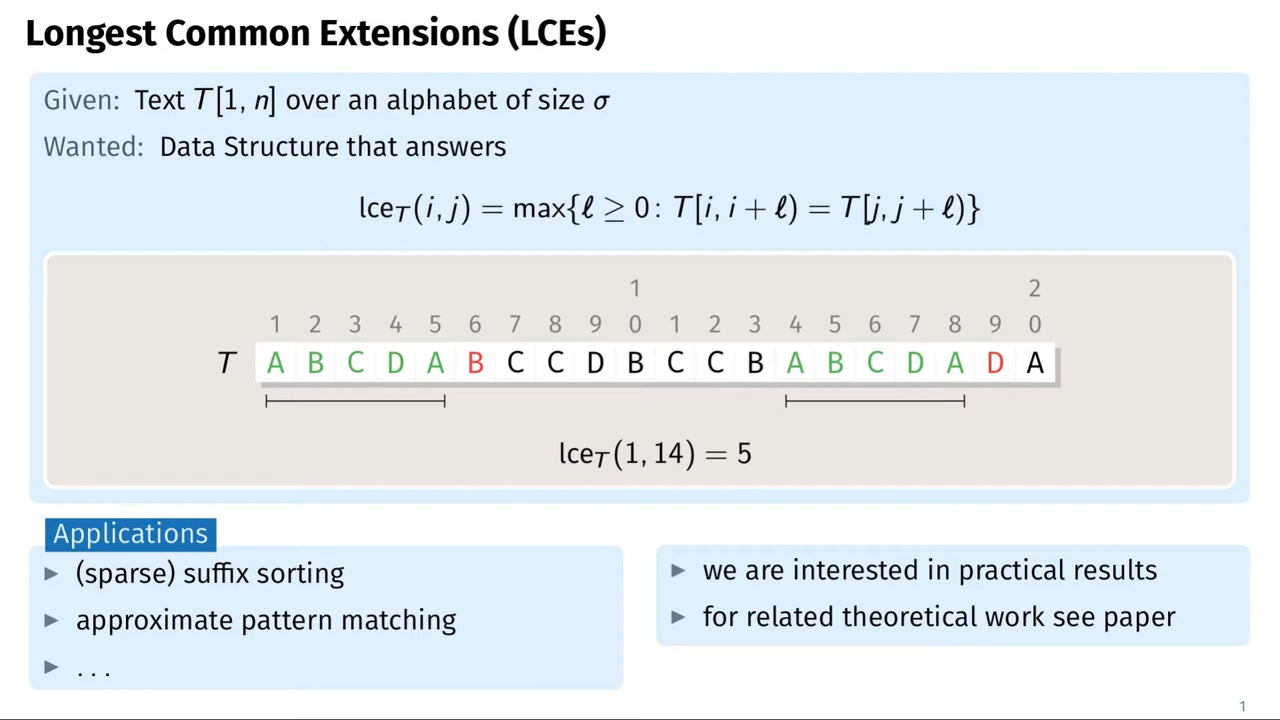 Longest Common Extensions (LCEs)
Given: Text T[1, n] over an alphabet of size σ
Wanted: Data Structure that answers
lce_T(i, j) = max{ℓ ≥ 0: T[i, i + ℓ) = T[j, j + ℓ)}
1 2
1 2 3 4 5 6 7 8 9 0 1 2 3 4 5 6 7 8 9 0
T A B C D A B C C D B C C B A B C D A D A
lce_T(1, 14) = 5
Applications
▶ (sparse) suffix sorting
▶ approximate pattern matching
▶ . . .
▶ we are interested in practical results
▶ for related theoretical work see paper
1